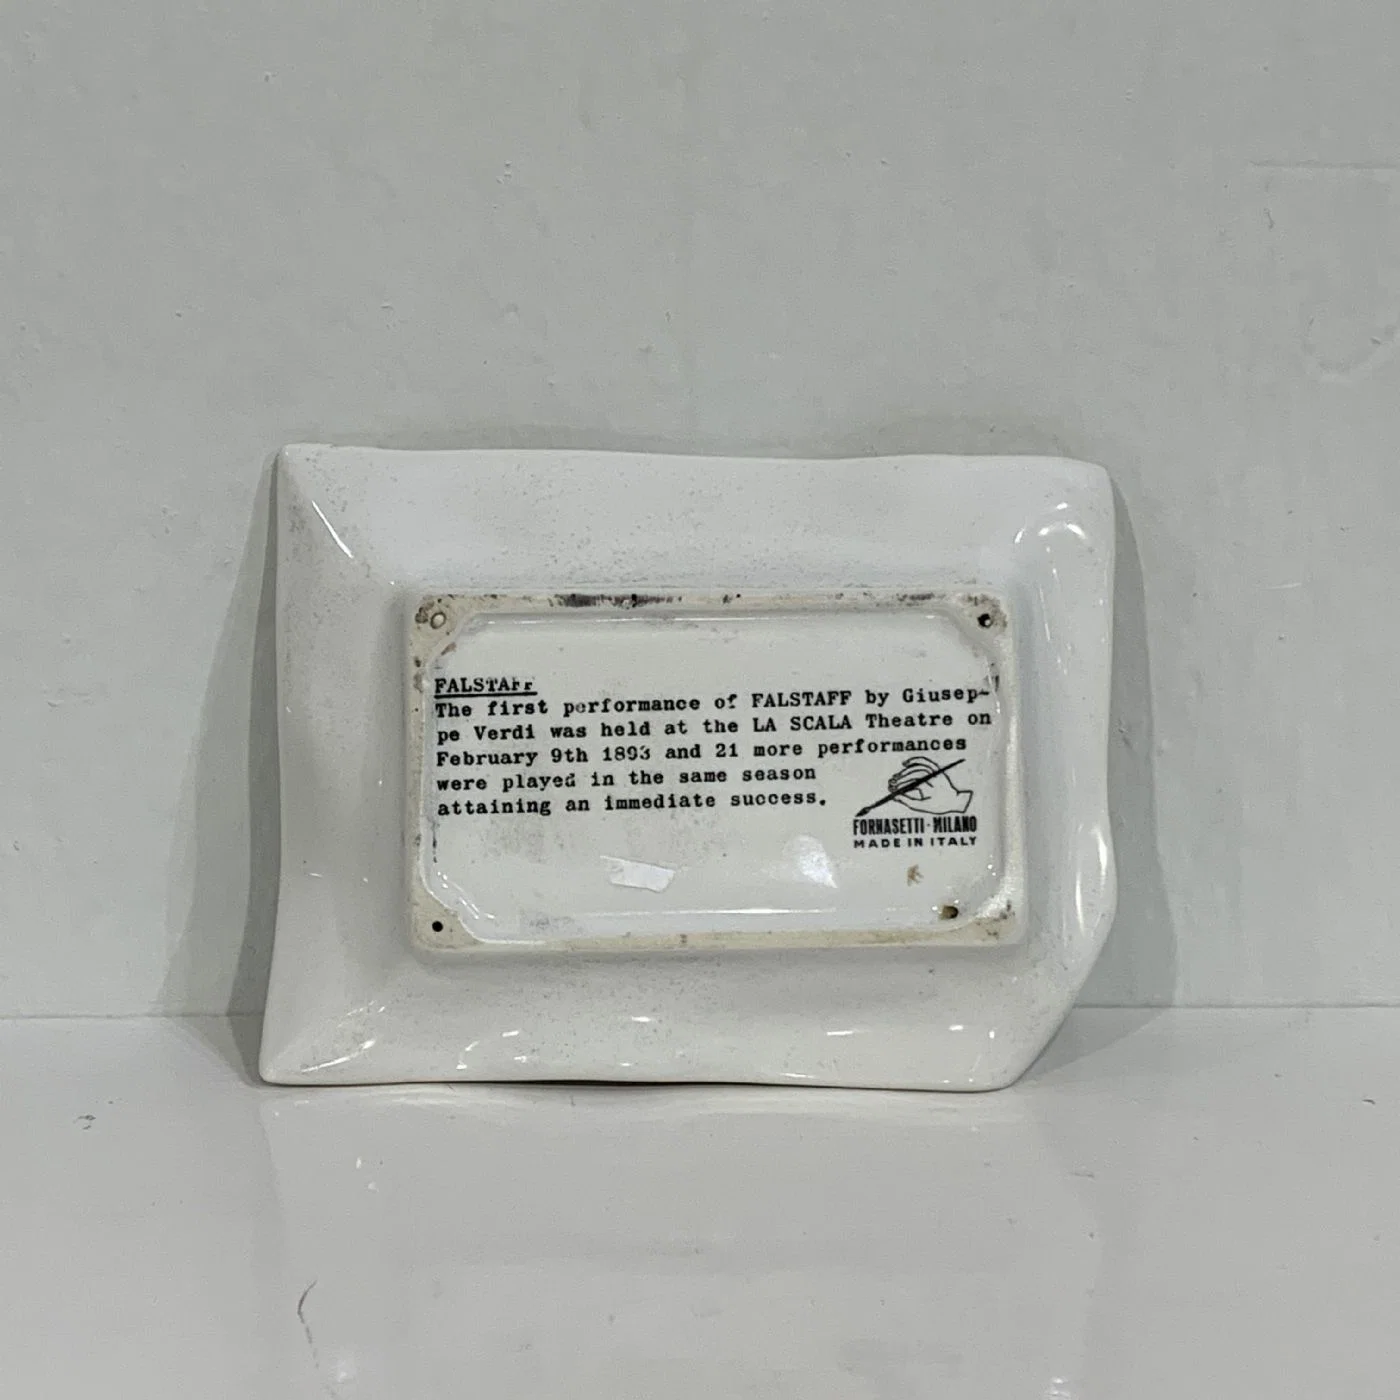 FALSTAFF
The first performance of FALSTAFF by Giusep-
pe Verdi was held at the LA SCALA Theatre on
February 9th 1893 and 21 more performances
were played in the same season
attaining an immediate success.
FORNASETTI·MILANO
MADE IN ITALY